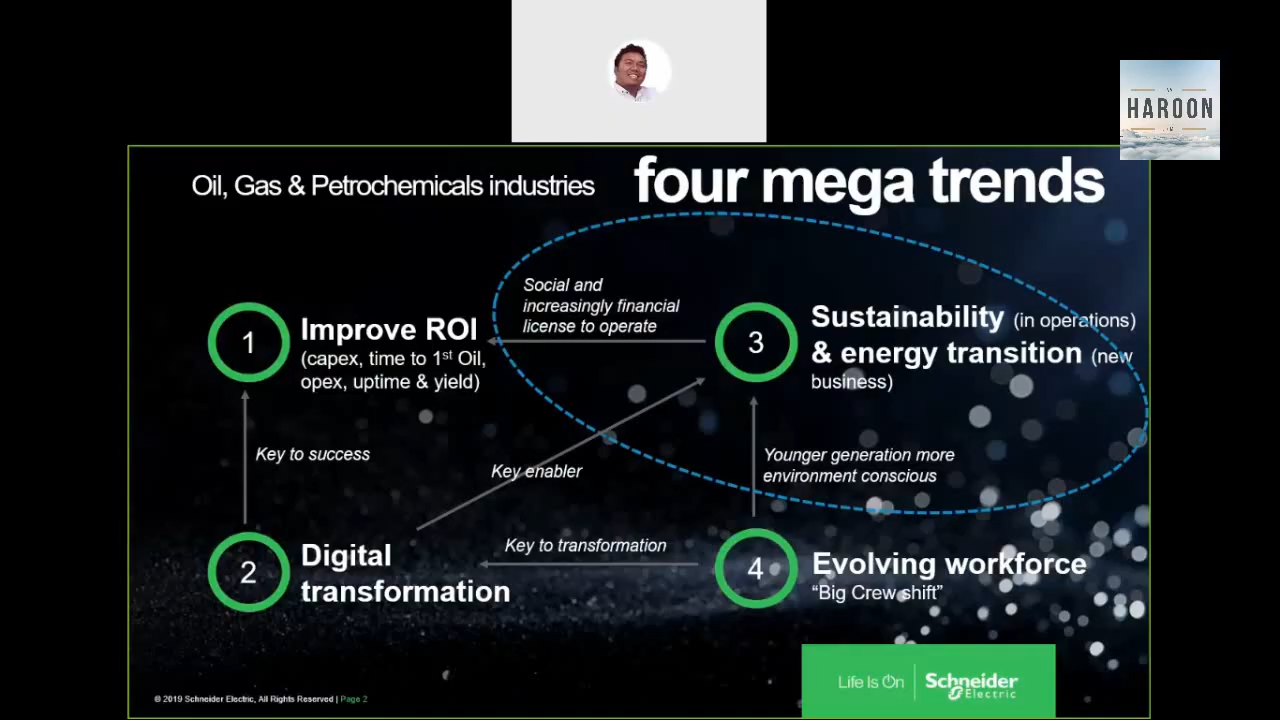 HAROON
Oil, Gas & Petrochemicals industries four mega trends
Social and
increasingly financial
license to operate
1
Improve ROI
(capex, time to 1st Oil,
opex, uptime & yield)
3
Sustainability (in operations)
& energy transition (new
business)
Key to success
Key enabler
Younger generation more
environment conscious
2
Digital
transformation
Key to transformation
4
Evolving workforce
“Big Crew shift”
© 2019 Schneider Electric, All Rights Reserved | Page 2
Life Is On
Schneider
Electric